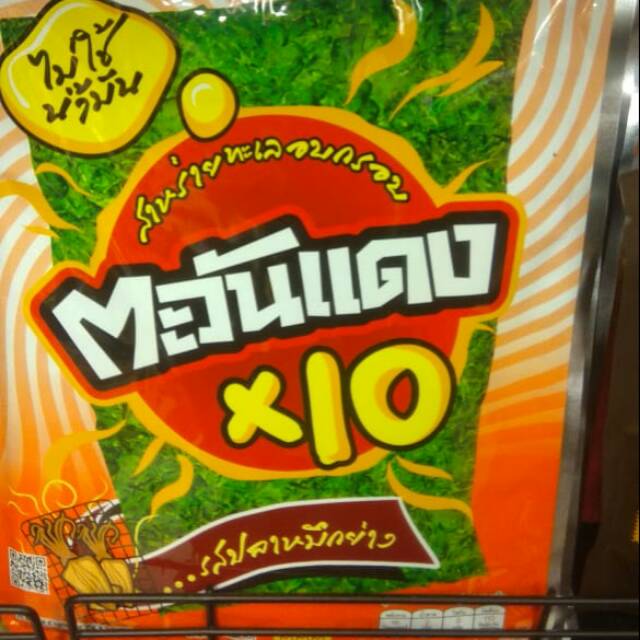 ไม่ใช้
น้ำมัน
สาหร่ายทะเลอบกรอบ
ตะวันแดง
x10
...รสปลาหมึกย่าง